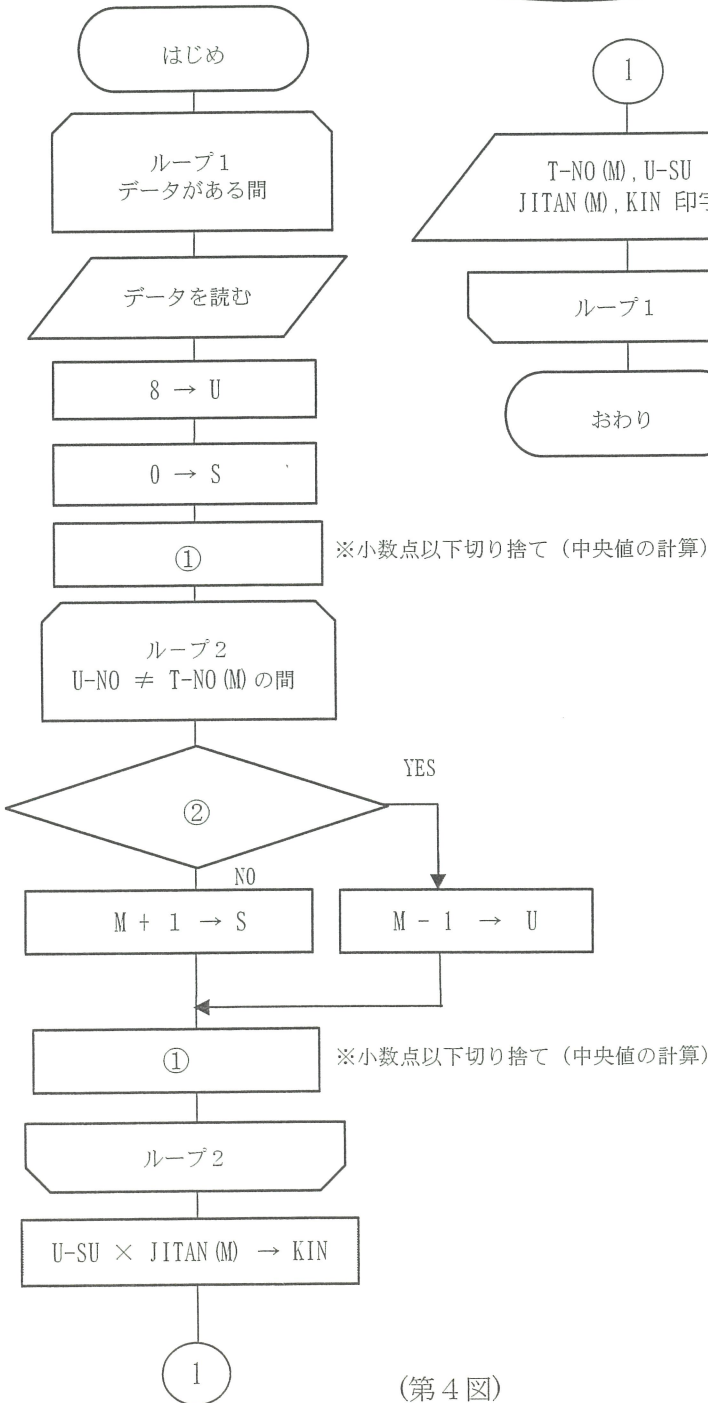 はじめ
ループ1
データがある間
データを読む
8 → U
0 → S
①
※小数点以下切り捨て（中央値の計算）
ループ2
U-NO ≠ T-NO(M)の間
②
YES
NO
M + 1 → S
M - 1 → U
①
※小数点以下切り捨て（中央値の計算）
ループ2
U-SU × JITAN(M) → KIN
1
1
T-NO(M), U-SU
JITAN(M), KIN 印字
ループ1
おわり
(第4図)